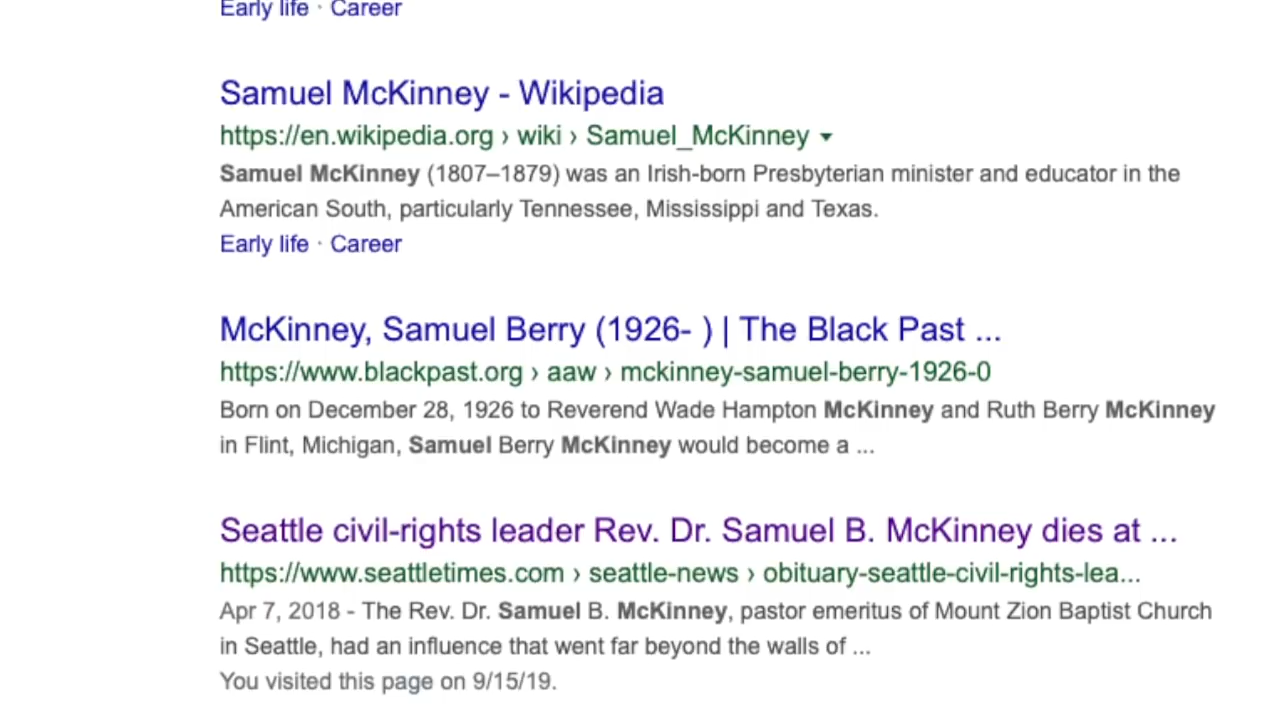 Early life · Career
Samuel McKinney - Wikipedia
https://en.wikipedia.org › wiki › Samuel_McKinney
Samuel McKinney (1807–1879) was an Irish-born Presbyterian minister and educator in the
American South, particularly Tennessee, Mississippi and Texas.
Early life · Career
McKinney, Samuel Berry (1926- ) | The Black Past ...
https://www.blackpast.org › aaw › mckinney-samuel-berry-1926-0
Born on December 28, 1926 to Reverend Wade Hampton McKinney and Ruth Berry McKinney
in Flint, Michigan, Samuel Berry McKinney would become a ...
Seattle civil-rights leader Rev. Dr. Samuel B. McKinney dies at ...
https://www.seattletimes.com › seattle-news › obituary-seattle-civil-rights-lea...
Apr 7, 2018 - The Rev. Dr. Samuel B. McKinney, pastor emeritus of Mount Zion Baptist Church
in Seattle, had an influence that went far beyond the walls of ...
You visited this page on 9/15/19.